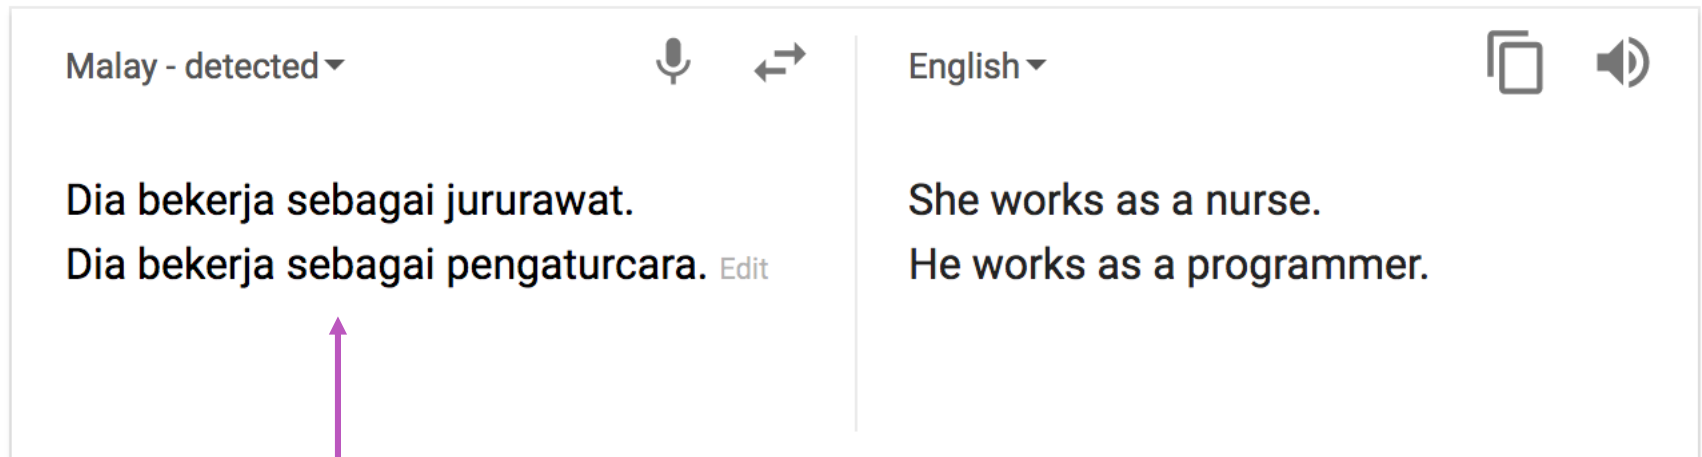 Malay - detected
English
Dia bekerja sebagai jururawat.
Dia bekerja sebagai pengaturcara. Edit
She works as a nurse.
He works as a programmer.